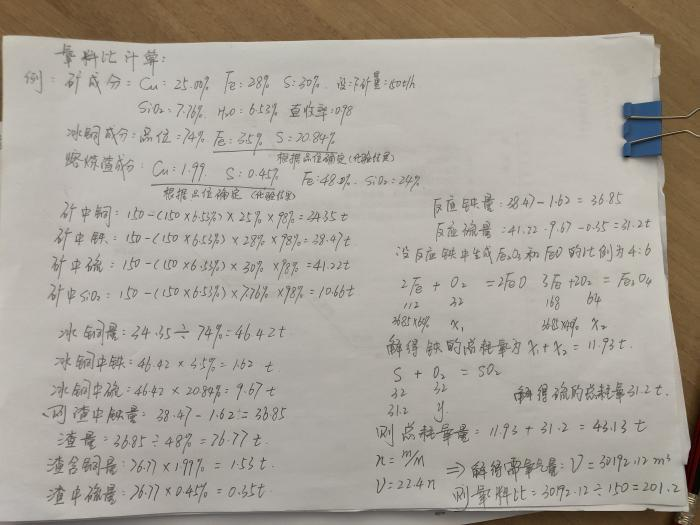 氧料比计算:
例: 矿成分: Cu: 25.00% Fe: 28% S: 30%. 设: 下矿量: 150t/h
SiO₂: 7.76%. H₂O: 6.53% 直收率: 0.98
冰铜成分: 品位: 74% Fe: 3.5% S: 20.84%
根据品位确定 (化验结果)
熔炼渣成分: Cu: 1.99. S: 0.45% Fe: 48.0%. SiO₂: 24%
根据品位确定 (化验结果)
矿中铜: 150-(150×6.53%)×25%×98%=34.35t
矿中铁: 150-(150×6.53%)×28%×98%=38.47t
矿中硫: 150-(150×6.53%)×30%×98%=41.22t
矿中SiO₂: 150-(150×6.53%)×7.76%×98%=10.66t
冰铜量: 34.35÷74%=46.42t.
冰铜中铁: 46.42×3.5%=1.62t
冰铜中硫: 46.42×20.84%=9.67t
则渣中铁量: 38.47-1.62=36.85
渣量: 36.85÷48%=76.77t.
渣含铜量: 76.77×1.99%=1.53t.
渣中硫量: 76.77×0.45%=0.35t
反应铁量: 38.47-1.62=36.85
反应硫量: =41.22-9.67-0.35=31.2t
设反应铁中生成Fe₃O₄和FeO的比例为4:6
2Fe + O₂ = 2FeO 3Fe+2O₂ = Fe₃O₄
112 32 168 64
36.85×60% x₁ 36.85×40% x₂
解得铁的总耗氧为x₁+x₂=11.93t.
S + O₂ = SO₂
32 32 解得硫的总耗氧31.2t.
31.2 y
则总耗氧量: 11.93+31.2=43.13t
n=m/M ⇒ 解得需氧气量: V=30192.12m³
V=22.4n 则氧料比=30192.12÷150=201.2